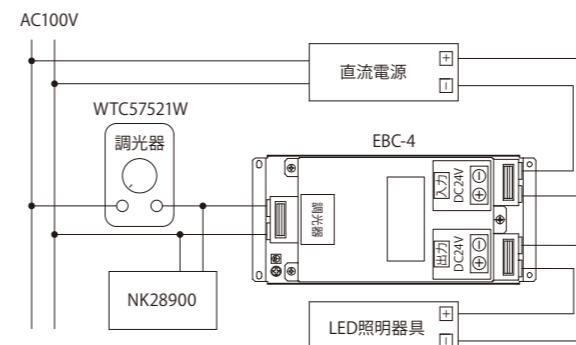 AC100V
直流電源
+
−
WTC57521W
調光器
EBC-4
調光器
入力
DC24V
−
+
出力
DC24V
−
+
NK28900
LED照明器具
+
−